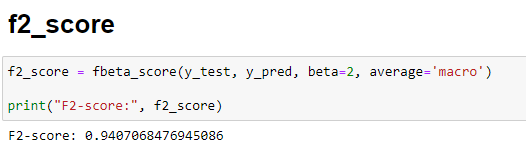 f2_score
f2_score = fbeta_score(y_test, y_pred, beta=2, average='macro')
print("F2-score:", f2_score)
F2-score: 0.9407068476945086